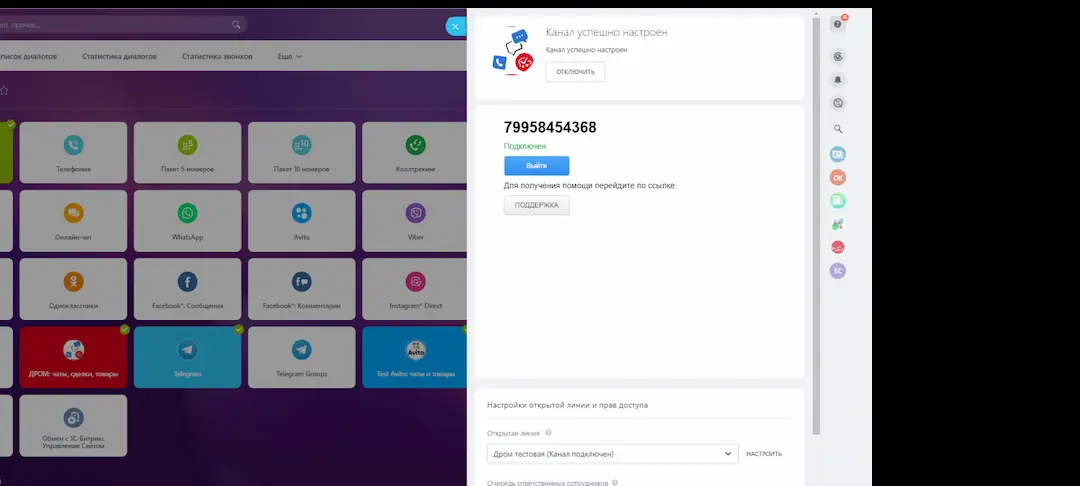 ент, прочее...
список диалогов
Статистика диалогов
Статистика звонков
Ещё
Телефония
Пакет 5 номеров
Пакет 10 номеров
Коллтрекинг
Онлайн-чат
WhatsApp
Avito
Viber
Одноклассники
Facebook*: Сообщения
Facebook*: Комментарии
Instagram* Direct
ДРОМ: чаты, сделки, товары
Telegram
Telegram Groups
Avito
Test Avito: чаты и товары
Обмен с 1С-Битрикс
Управление Сайтом
Канал успешно настроен
Канал успешно настроен
ОТКЛЮЧИТЬ
79958454368
Подключен
Выйти
Для получения помощи перейдите по ссылке:
ПОДДЕРЖКА
Настройки открытой линии и прав доступа
Открытая линия
Дром тестовая (Канал подключен)
НАСТРОИТЬ
Очередь ответственных сотрудников
ОК
ЕС